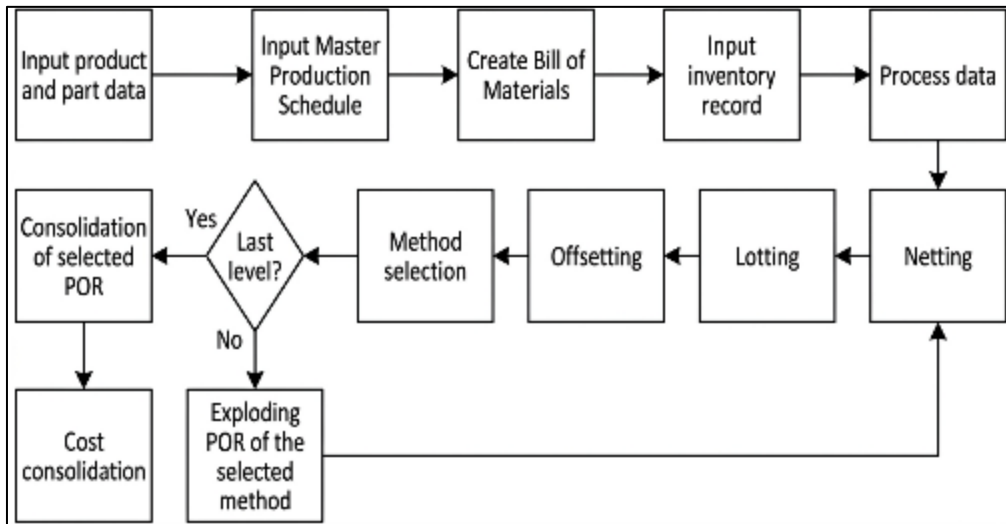 Input product
and part data
Input Master
Production
Schedule
Create Bill of
Materials
Input
inventory
record
Process data
Consolidation
of selected
POR
Yes
Last
level?
No
Method
selection
Offsetting
Lotting
Netting
Cost
consolidation
Exploding
POR of the
selected
method